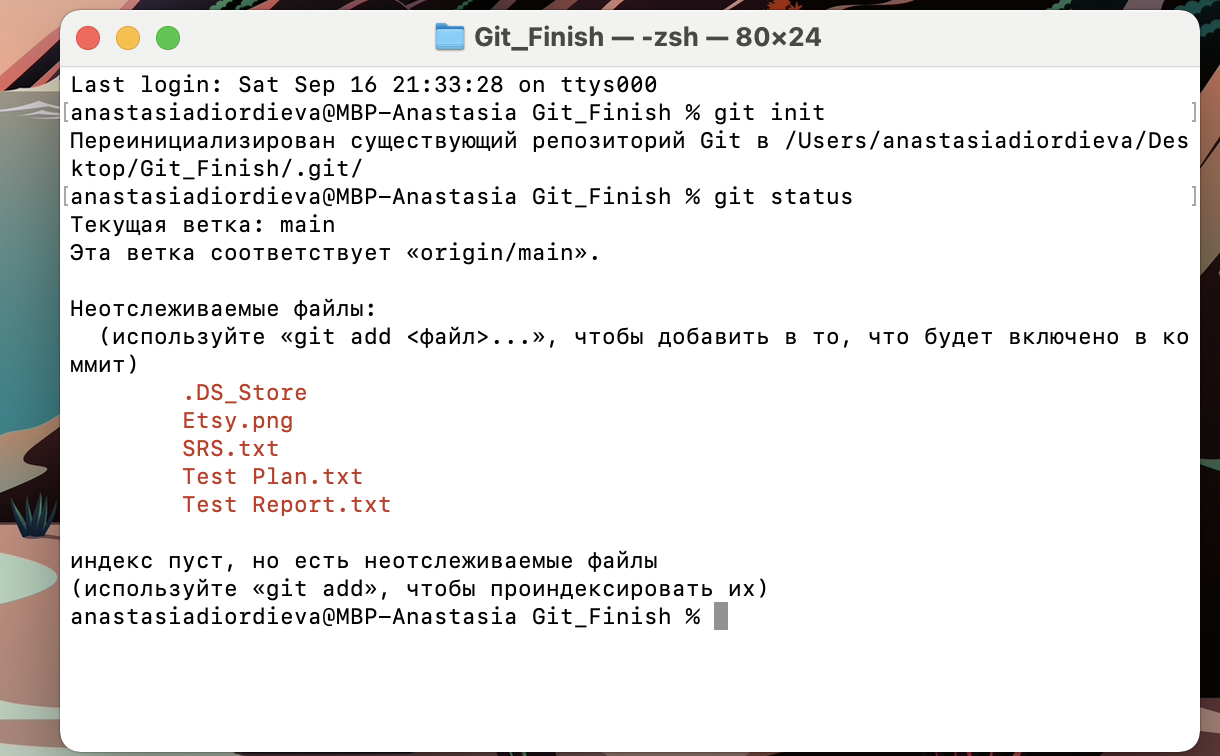 Git_Finish — -zsh — 80×24
Last login: Sat Sep 16 21:33:28 on ttys000
[anastasiadiordieva@MBP-Anastasia Git_Finish % git init ]
Переинициализирован существующий репозиторий Git в /Users/anastasiadiordieva/Des
ktop/Git_Finish/.git/
[anastasiadiordieva@MBP-Anastasia Git_Finish % git status ]
Текущая ветка: main
Эта ветка соответствует «origin/main».
Неотслеживаемые файлы:
(используйте «git add <файл>...», чтобы добавить в то, что будет включено в ко
ммит)
.DS_Store
Etsy.png
SRS.txt
Test Plan.txt
Test Report.txt
индекс пуст, но есть неотслеживаемые файлы
(используйте «git add», чтобы проиндексировать их)
anastasiadiordieva@MBP-Anastasia Git_Finish %